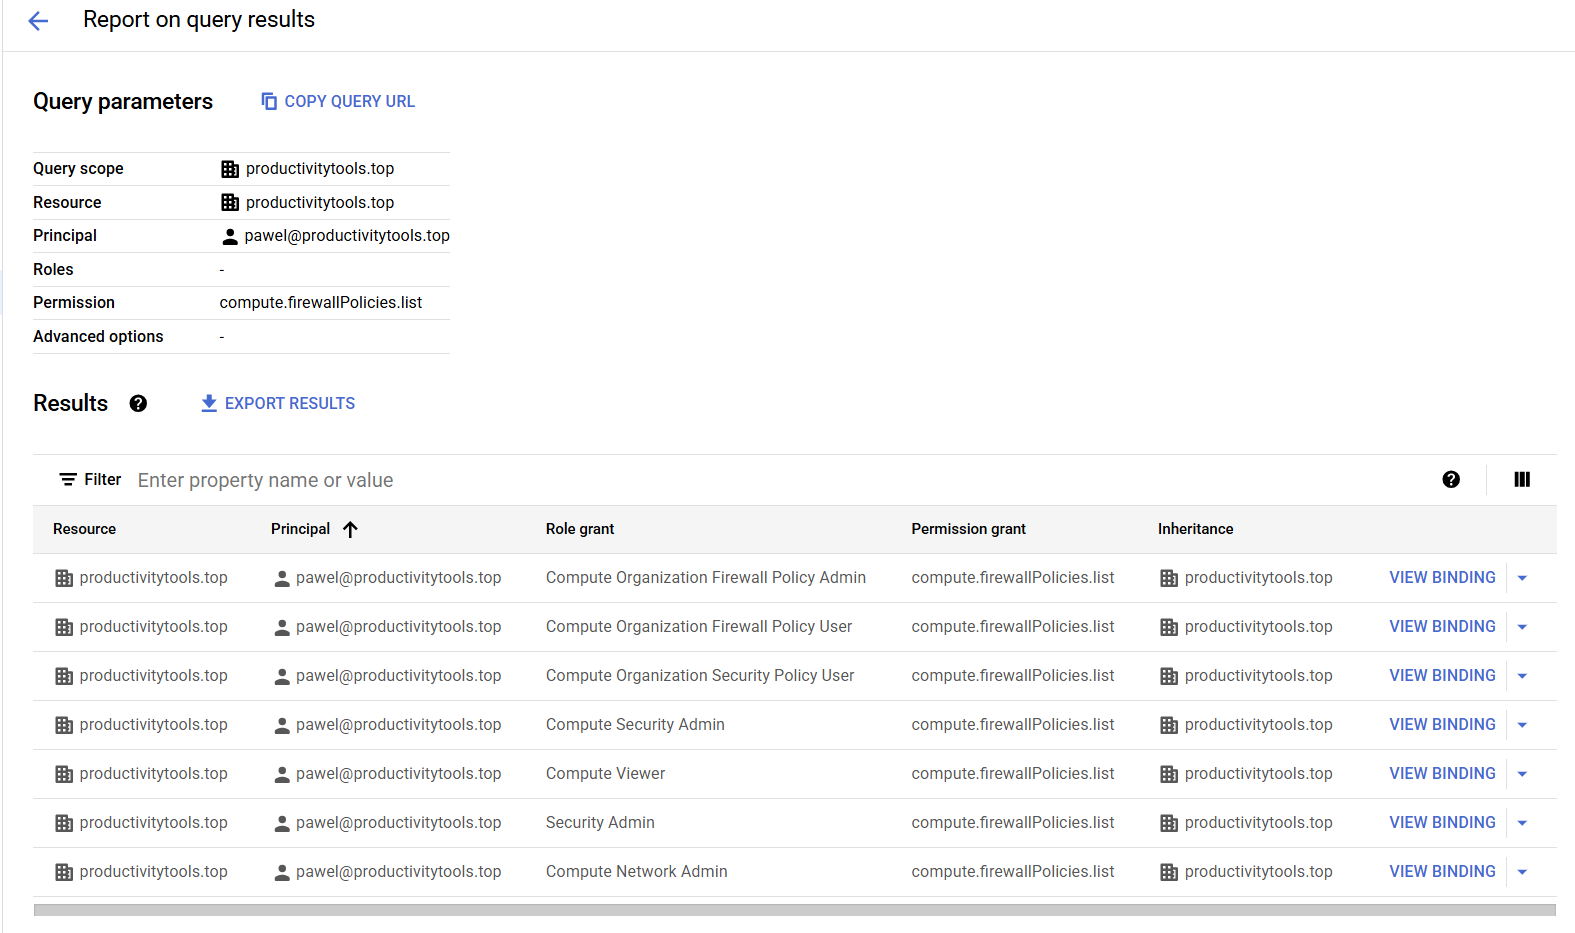 Report on query results
Query parameters COPY QUERY URL
Query scope productivitytools.top
Resource productivitytools.top
Principal pawel@productivitytools.top
Roles -
Permission compute.firewallPolicies.list
Advanced options -
Results ? EXPORT RESULTS
Filter Enter property name or value ?
Resource Principal Role grant Permission grant Inheritance
productivitytools.top pawel@productivitytools.top Compute Organization Firewall Policy Admin compute.firewallPolicies.list productivitytools.top VIEW BINDING
productivitytools.top pawel@productivitytools.top Compute Organization Firewall Policy User compute.firewallPolicies.list productivitytools.top VIEW BINDING
productivitytools.top pawel@productivitytools.top Compute Organization Security Policy User compute.firewallPolicies.list productivitytools.top VIEW BINDING
productivitytools.top pawel@productivitytools.top Compute Security Admin compute.firewallPolicies.list productivitytools.top VIEW BINDING
productivitytools.top pawel@productivitytools.top Compute Viewer compute.firewallPolicies.list productivitytools.top VIEW BINDING
productivitytools.top pawel@productivitytools.top Security Admin compute.firewallPolicies.list productivitytools.top VIEW BINDING
productivitytools.top pawel@productivitytools.top Compute Network Admin compute.firewallPolicies.list productivitytools.top VIEW BINDING